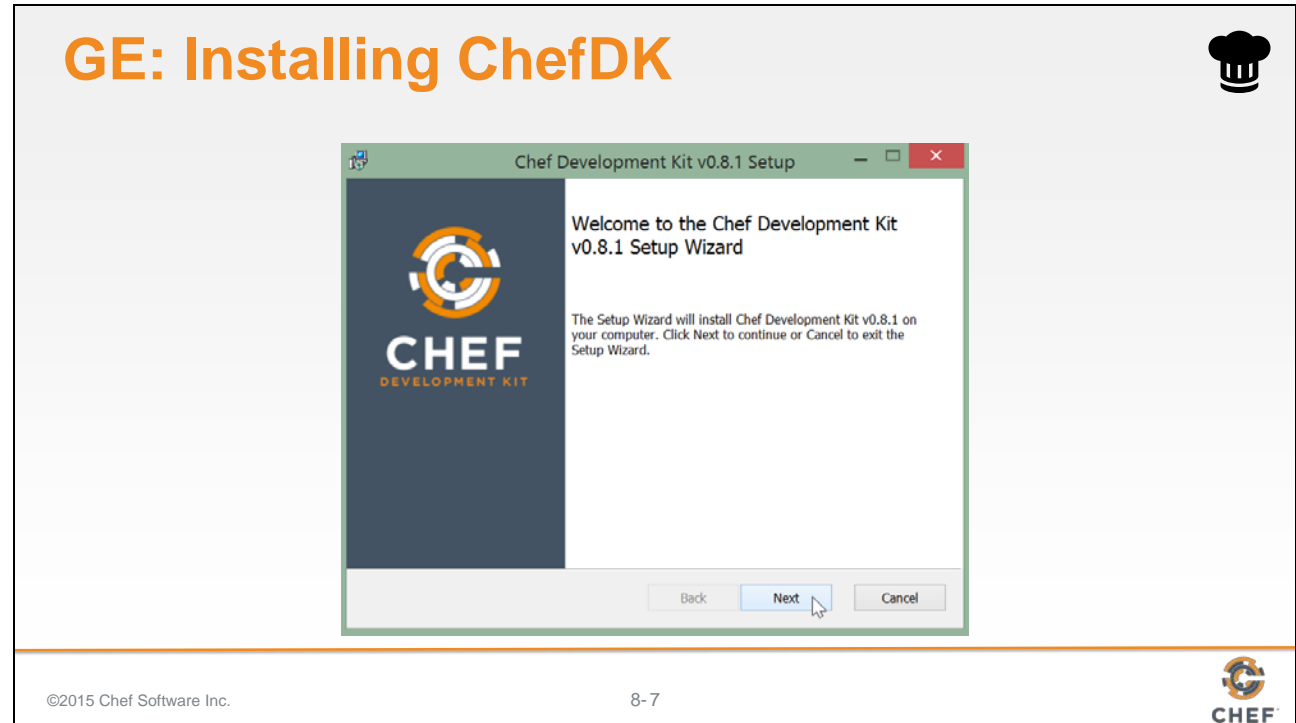 GE: Installing ChefDK
Chef Development Kit v0.8.1 Setup
Welcome to the Chef Development Kit
v0.8.1 Setup Wizard
The Setup Wizard will install Chef Development Kit v0.8.1 on
your computer. Click Next to continue or Cancel to exit the
Setup Wizard.
CHEF
DEVELOPMENT KIT
Back
Next
Cancel
©2015 Chef Software Inc.
8-7
CHEF